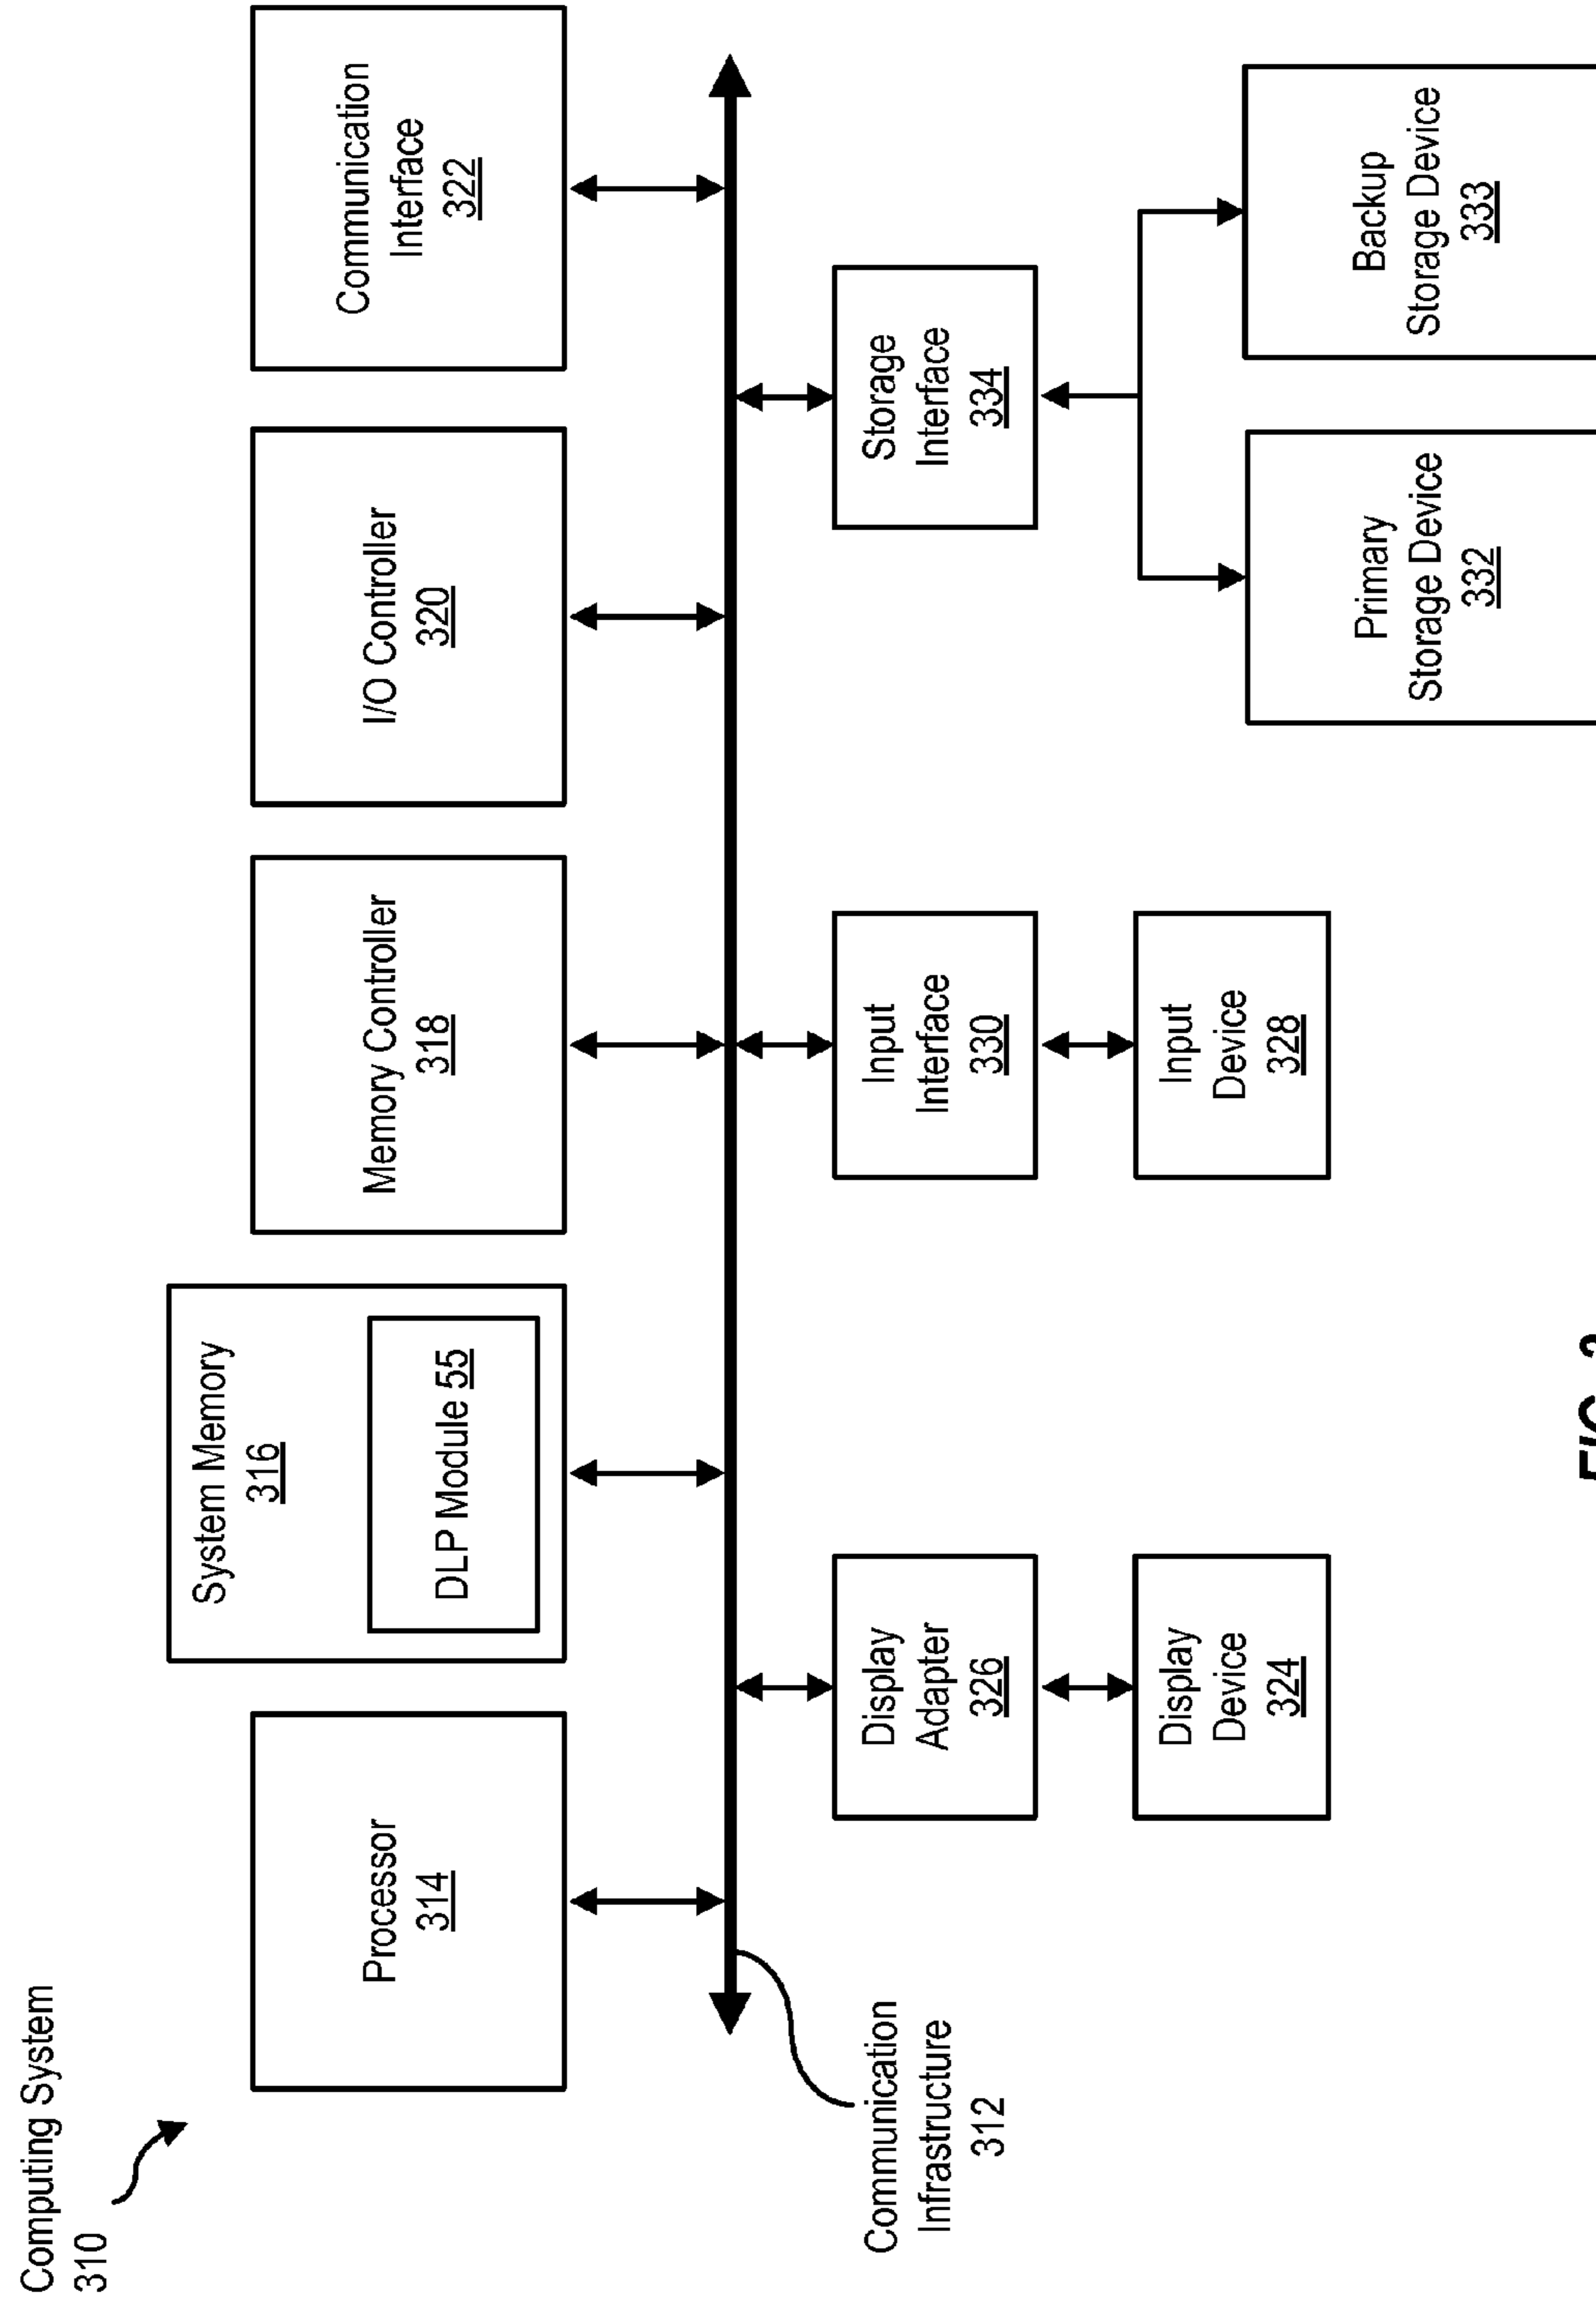 Computing System
310
Processor
314
System Memory
316
DLP Module 55
Memory Controller
318
I/O Controller
320
Communication
Interface
322
Communication
Infrastructure
312
Display
Adapter
326
Input
Interface
330
Storage
Interface
334
Display
Device
324
Input
Device
328
Primary
Storage Device
332
Backup
Storage Device
333
FIG.